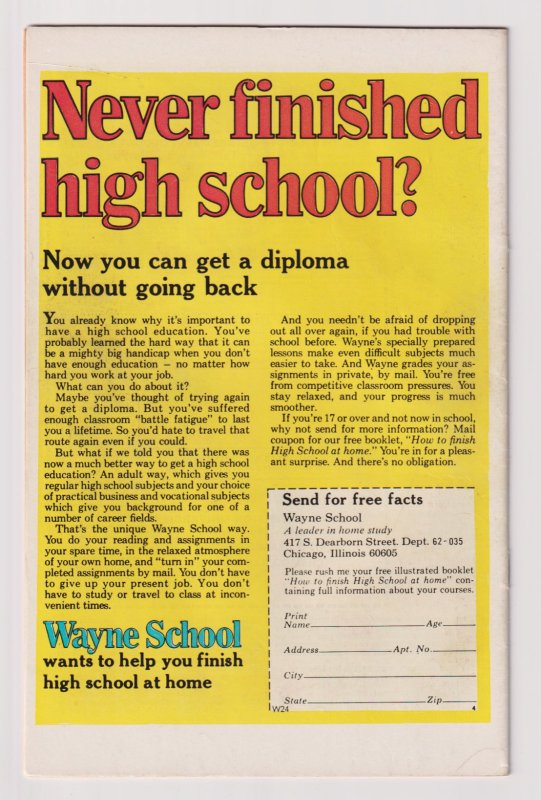 Never finished
high school?
Now you can get a diploma
without going back
You already know why it's important to
have a high school education. You've
probably learned the hard way that it can
be a mighty big handicap when you don't
have enough education – no matter how
hard you work at your job.
What can you do about it?
Maybe you've thought of trying again
to get a diploma. But you've suffered
enough classroom "battle fatigue" to last
you a lifetime. So you'd hate to travel that
route again even if you could.
But what if we told you that there was
now a much better way to get a high school
education? An adult way, which gives you
regular high school subjects and your choice
of practical business and vocational subjects
which give you background for one of a
number of career fields.
That's the unique Wayne School way.
You do your reading and assignments in
your spare time, in the relaxed atmosphere
of your own home, and "turn in" your com-
pleted assignments by mail. You don't have
to give up your present job. You don't
have to study or travel to class at incon-
venient times.
Wayne School
wants to help you finish
high school at home
And you needn't be afraid of dropping
out all over again, if you had trouble with
school before. Wayne's specially prepared
lessons make even difficult subjects much
easier to take. And Wayne grades your as-
signments in private, by mail. You're free
from competitive classroom pressures. You
stay relaxed, and your progress is much
smoother.
If you're 17 or over and not now in school,
why not send for more information? Mail
coupon for our free booklet, "How to finish
High School at home." You're in for a pleas-
ant surprise. And there's no obligation.
Send for free facts
Wayne School
A leader in home study
417 S. Dearborn Street. Dept. 62-035
Chicago, Illinois 60605
Please rush me your free illustrated booklet
"How to finish High School at home" con-
taining full information about your courses.
Print
Name Age
Address Apt. No.
City
State Zip
W24 4